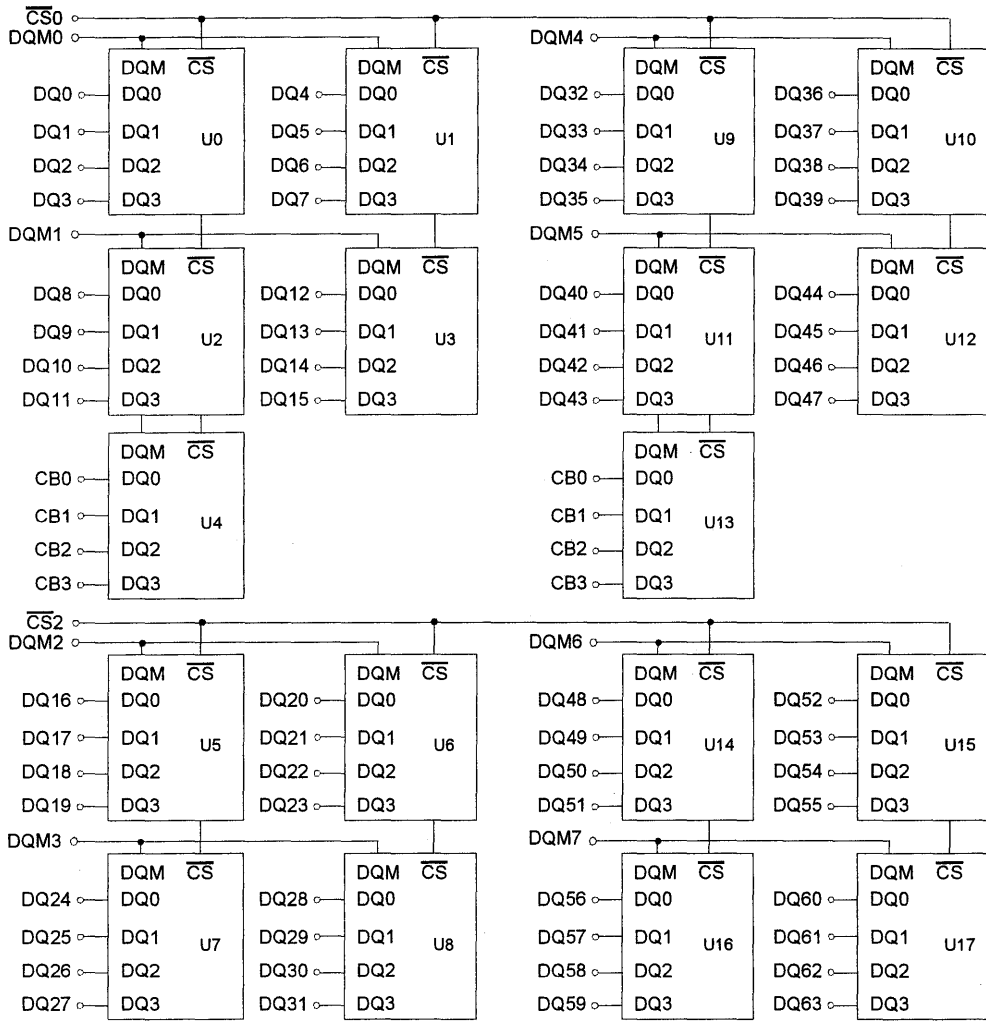 CS0
DQM0 DQM4
DQM CS DQM CS DQM CS DQM CS
DQ0 DQ0 DQ4 DQ0 DQ32 DQ0 DQ36 DQ0
DQ1 DQ1 DQ5 DQ1 DQ33 DQ1 DQ37 DQ1
U0 U1 U9 U10
DQ2 DQ2 DQ6 DQ2 DQ34 DQ2 DQ38 DQ2
DQ3 DQ3 DQ7 DQ3 DQ35 DQ3 DQ39 DQ3
DQM1 DQM5
DQM CS DQM CS DQM CS DQM CS
DQ8 DQ0 DQ12 DQ0 DQ40 DQ0 DQ44 DQ0
DQ9 DQ1 DQ13 DQ1 DQ41 DQ1 DQ45 DQ1
U2 U3 U11 U12
DQ10 DQ2 DQ14 DQ2 DQ42 DQ2 DQ46 DQ2
DQ11 DQ3 DQ15 DQ3 DQ43 DQ3 DQ47 DQ3
DQM CS DQM CS
CB0 DQ0 CB0 DQ0
CB1 DQ1 U4 CB1 DQ1 U13
CB2 DQ2 CB2 DQ2
CB3 DQ3 CB3 DQ3
CS2
DQM2 DQM6
DQM CS DQM CS DQM CS DQM CS
DQ16 DQ0 DQ20 DQ0 DQ48 DQ0 DQ52 DQ0
DQ17 DQ1 U5 DQ21 DQ1 U6 DQ49 DQ1 U14 DQ53 DQ1 U15
DQ18 DQ2 DQ22 DQ2 DQ50 DQ2 DQ54 DQ2
DQ19 DQ3 DQ23 DQ3 DQ51 DQ3 DQ55 DQ3
DQM3 DQM7
DQM CS DQM CS DQM CS DQM CS
DQ24 DQ0 DQ28 DQ0 DQ56 DQ0 DQ60 DQ0
DQ25 DQ1 U7 DQ29 DQ1 U8 DQ57 DQ1 U16 DQ61 DQ1 U17
DQ26 DQ2 DQ30 DQ2 DQ58 DQ2 DQ62 DQ2
DQ27 DQ3 DQ31 DQ3 DQ59 DQ3 DQ63 DQ3